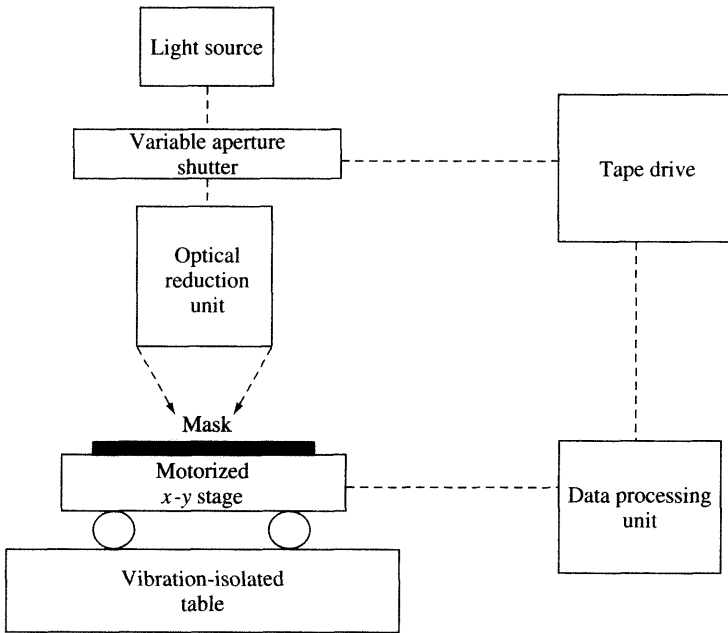 Light source
Variable aperture
shutter
Tape drive
Optical
reduction
unit
Mask
Motorized
x-y stage
Data processing
unit
Vibration-isolated
table